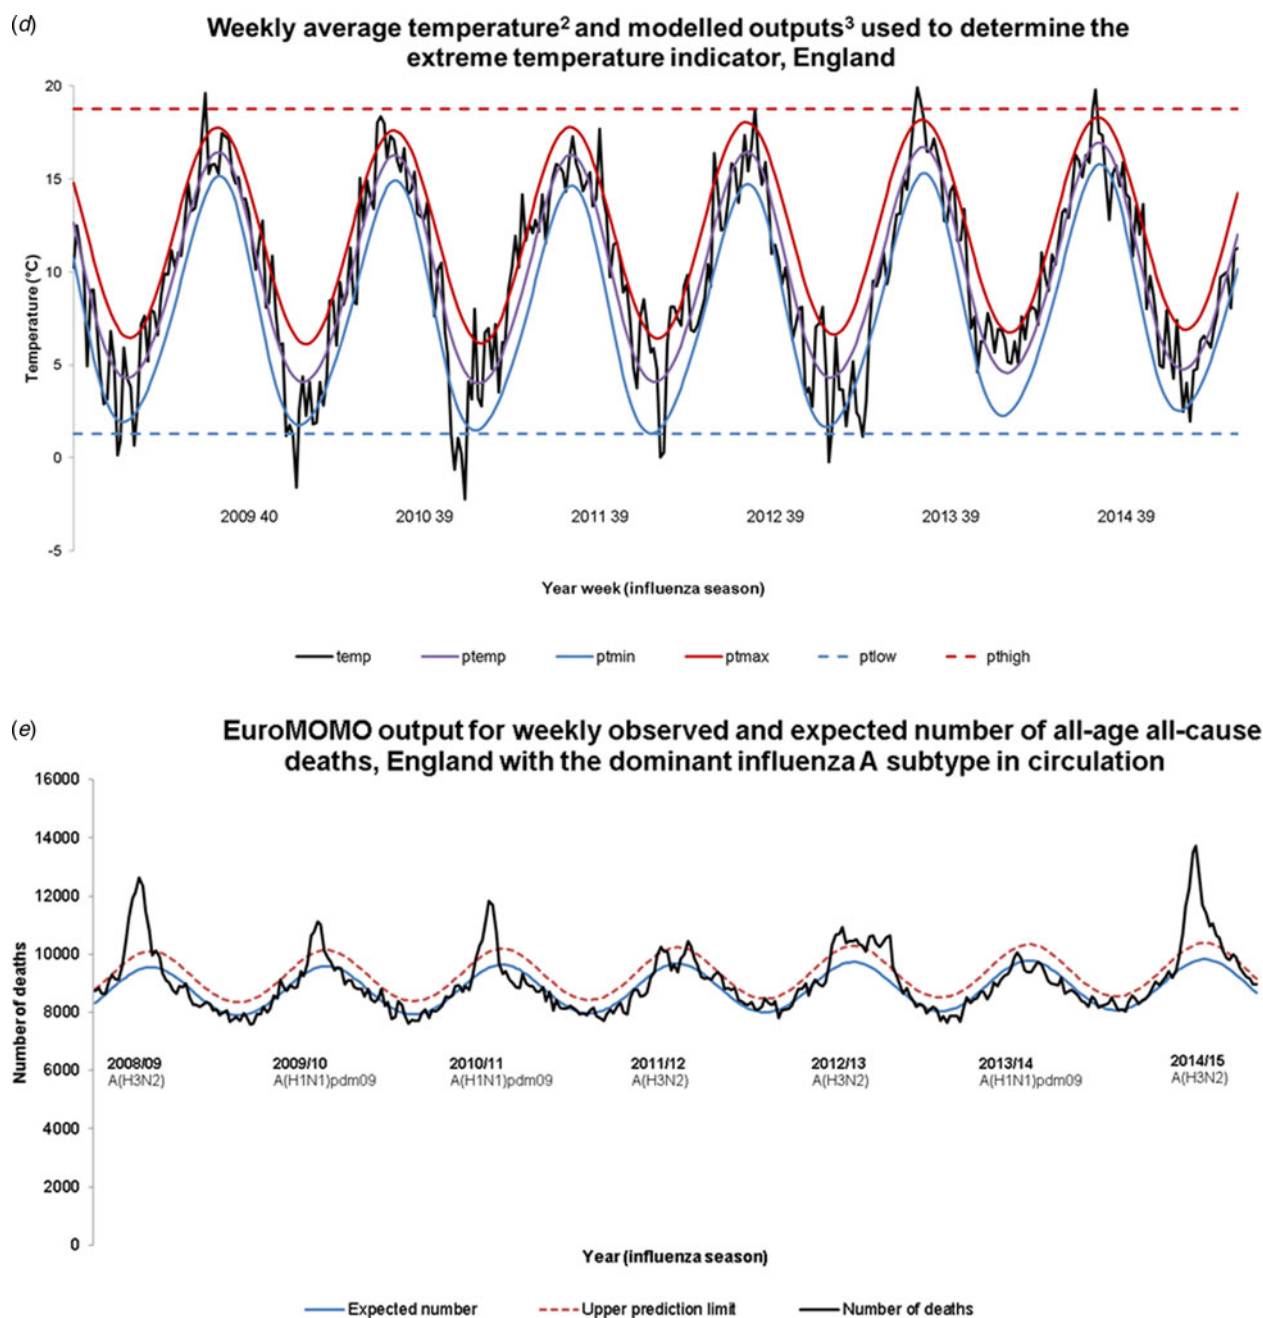 (d)
Weekly average temperature² and modelled outputs³ used to determine the
extreme temperature indicator, England
20
15
10
5
0
-5
Temperature (°C)
2009 40 2010 39 2011 39 2012 39 2013 39 2014 39
Year week (influenza season)
temp ptemp ptmin ptmax ptlow pthigh
(e)
EuroMOMO output for weekly observed and expected number of all-age all-cause
deaths, England with the dominant influenza A subtype in circulation
16000
14000
12000
10000
8000
6000
4000
2000
0
Number of deaths
2008/09 2009/10 2010/11 2011/12 2012/13 2013/14 2014/15
A(H3N2) A(H1N1)pdm09 A(H1N1)pdm09 A(H3N2) A(H3N2) A(H1N1)pdm09 A(H3N2)
Year (influenza season)
Expected number Upper prediction limit Number of deaths